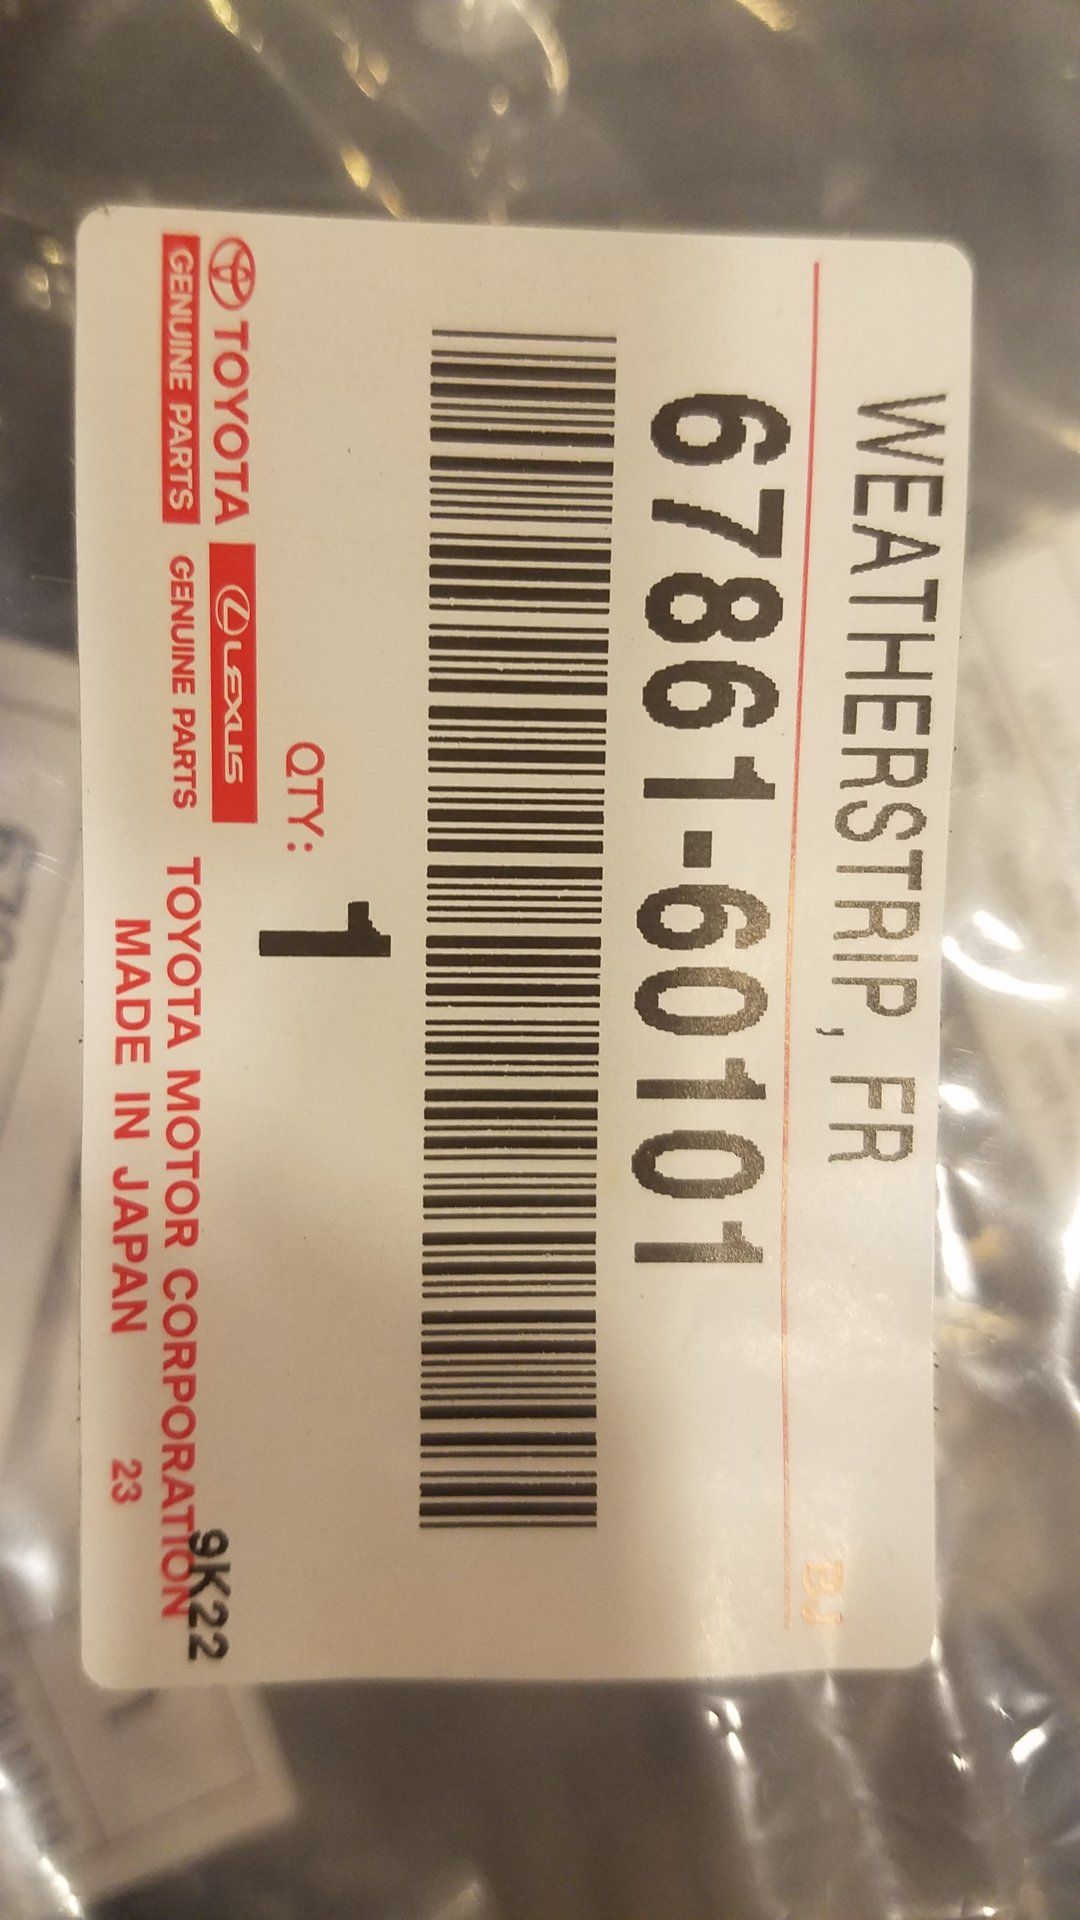 WEATHERSTRIP, FR
BJ
67861-60101
QTY: 1
TOYOTA LEXUS
GENUINE PARTS GENUINE PARTS TOYOTA MOTOR CORPORATION
9K22
MADE IN JAPAN 23